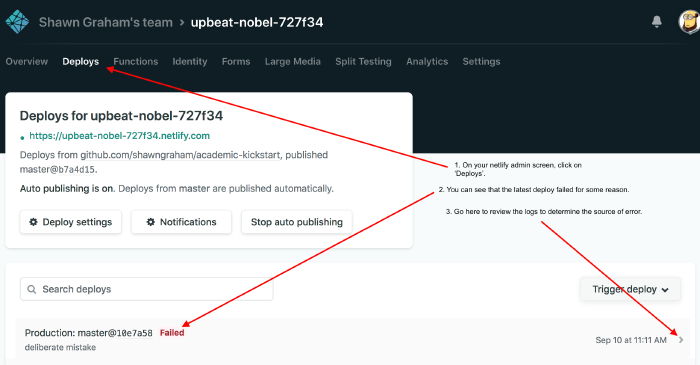 Shawn Graham's team > upbeat-nobel-727f34
Overview Deploys Functions Identity Forms Large Media Split Testing Analytics Settings
Deploys for upbeat-nobel-727f34
https://upbeat-nobel-727f34.netlify.com
Deploys from github.com/shawngraham/academic-kickstart, published
master@b7a4d15.
Auto publishing is on. Deploys from master are published automatically.
Deploy settings Notifications Stop auto publishing
1. On your netlify admin screen, click on
'Deploys'.
2. You can see that the latest deploy failed for some reason.
3. Go here to review the logs to determine the source of error.
Search deploys
Trigger deploy
Production: master@10e7a58 Failed
deliberate mistake
Sep 10 at 11:11 AM